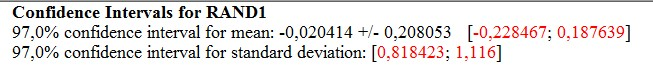 Confidence Intervals for RAND1
97,0% confidence interval for mean: -0,020414 +/- 0,208053 [-0,228467; 0,187639]
97,0% confidence interval for standard deviation: [0,818423; 1,116]